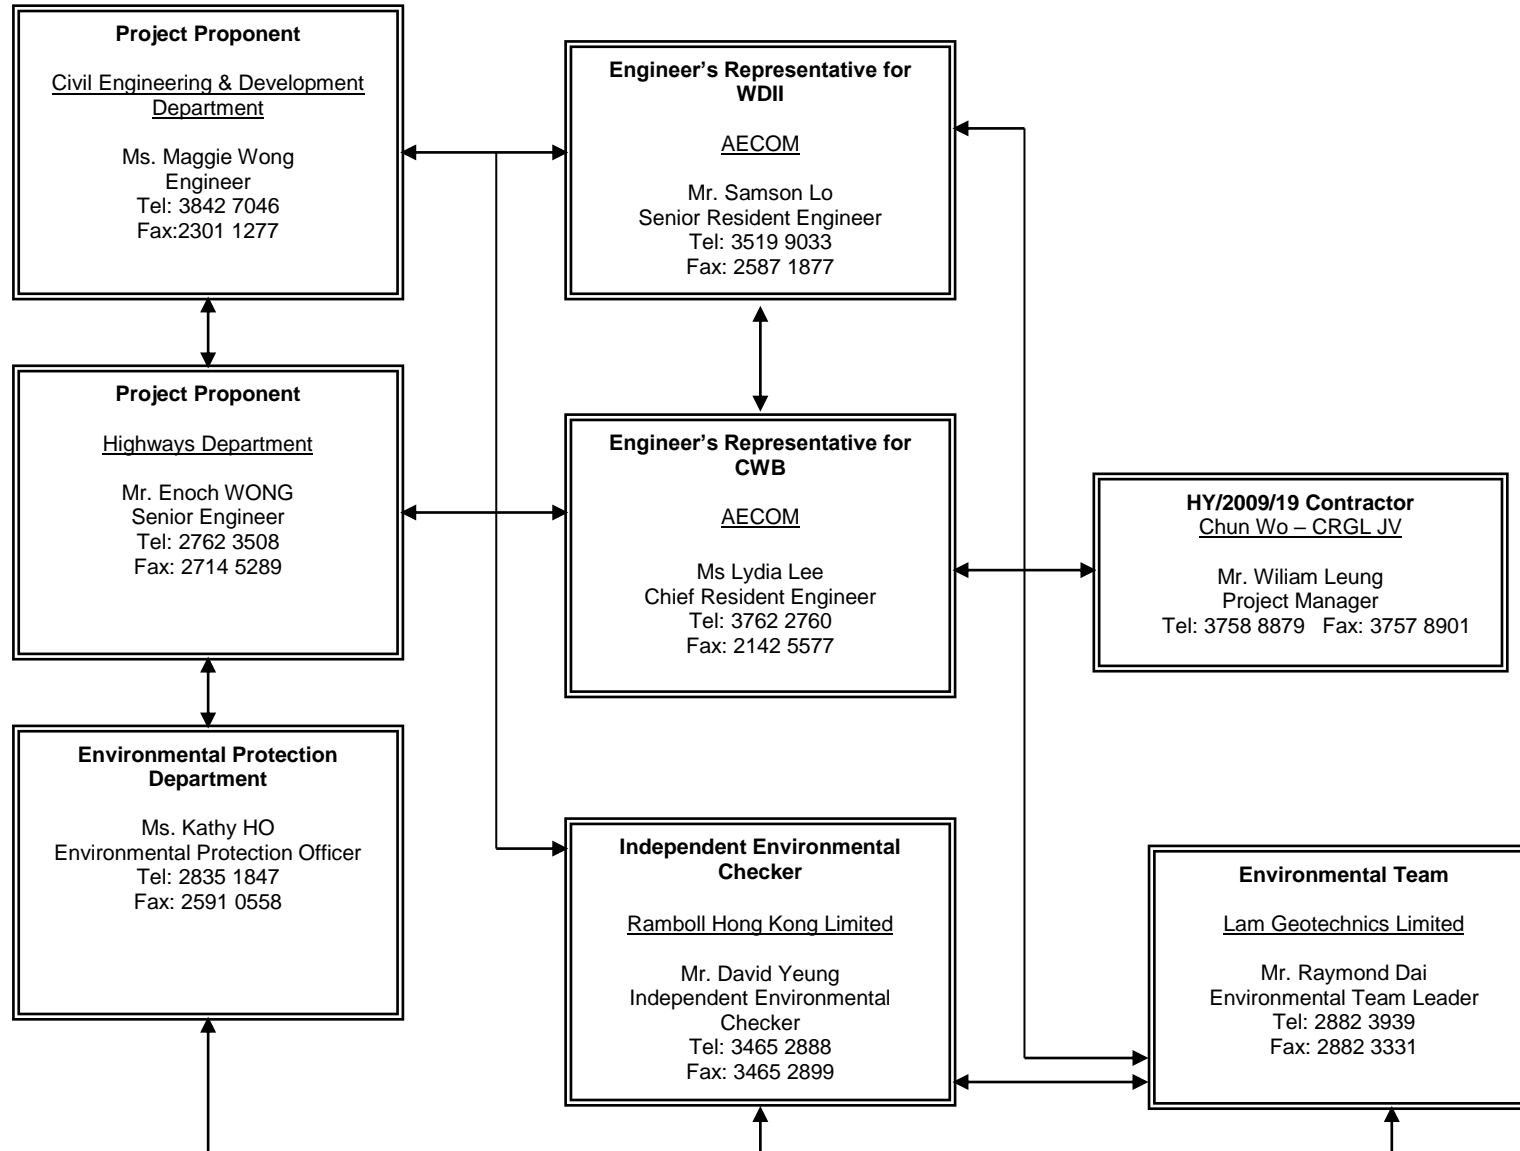 Project Proponent
Civil Engineering & Development
Department
Ms. Maggie Wong
Engineer
Tel: 3842 7046
Fax:2301 1277
Engineer’s Representative for
WDII
AECOM
Mr. Samson Lo
Senior Resident Engineer
Tel: 3519 9033
Fax: 2587 1877
Project Proponent
Highways Department
Mr. Enoch WONG
Senior Engineer
Tel: 2762 3508
Fax: 2714 5289
Engineer’s Representative for
CWB
AECOM
Ms Lydia Lee
Chief Resident Engineer
Tel: 3762 2760
Fax: 2142 5577
HY/2009/19 Contractor
Chun Wo – CRGL JV
Mr. Wiliam Leung
Project Manager
Tel: 3758 8879   Fax: 3757 8901
Environmental Protection
Department
Ms. Kathy HO
Environmental Protection Officer
Tel: 2835 1847
Fax: 2591 0558
Independent Environmental
Checker
Ramboll Hong Kong Limited
Mr. David Yeung
Independent Environmental
Checker
Tel: 3465 2888
Fax: 3465 2899
Environmental Team
Lam Geotechnics Limited
Mr. Raymond Dai
Environmental Team Leader
Tel: 2882 3939
Fax: 2882 3331